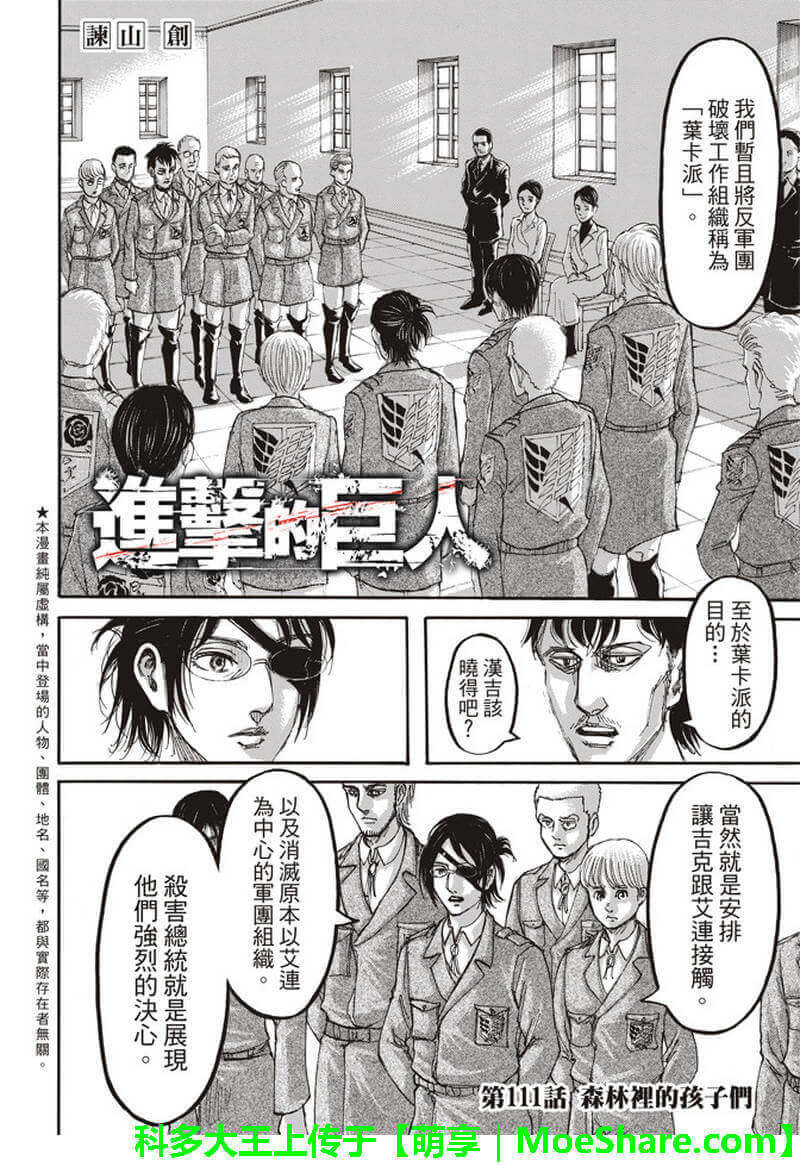 諫山 創
我們暫且將反軍團
破壞工作組織稱為
「葉卡派」。
進擊的巨人
至於葉卡派的
目的…
漢吉該
曉得吧?
當然就是安排
讓吉克跟艾連接觸。
以及消滅原本以艾連
為中心的軍團組織。
殺害總統就是展現
他們強烈的決心。
★本漫畫純屬虛構，當中登場的人物、團體、地名、國名等，都與實際存在者無關。
第111話 森林裡的孩子們
科多大王上传于【萌享|MoeShare.com】